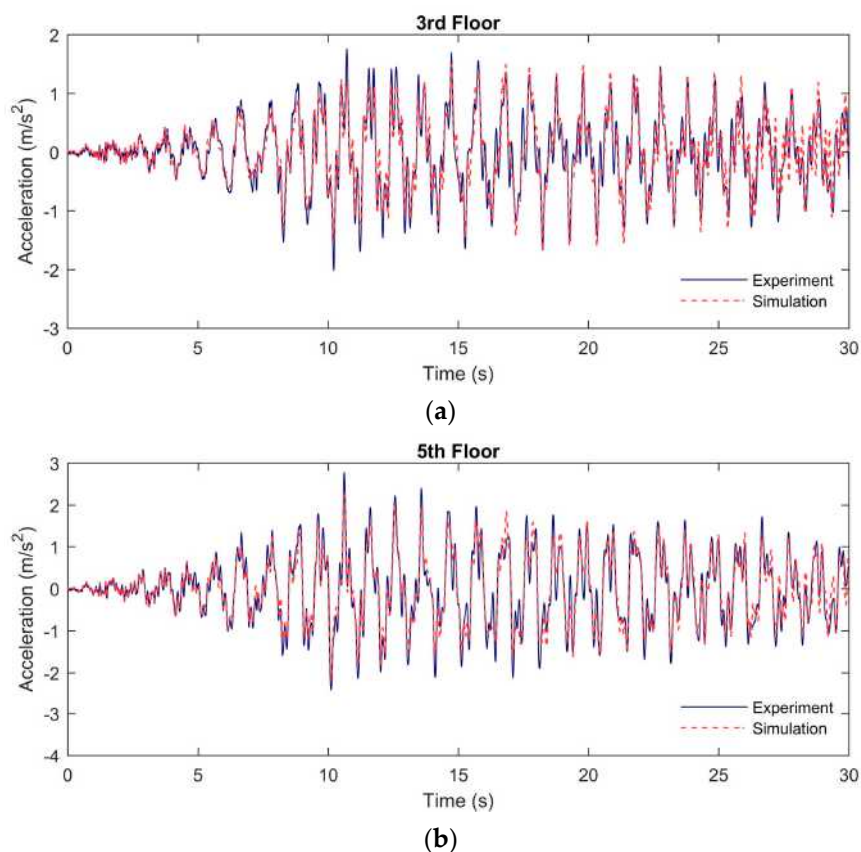 3rd Floor
2
1
0
-1
-2
-3
Acceleration (m/s²)
Experiment
Simulation
0 5 10 15 20 25 30
Time (s)
(a)
5th Floor
3
2
1
0
-1
-2
-3
-4
Acceleration (m/s²)
Experiment
Simulation
0 5 10 15 20 25 30
Time (s)
(b)